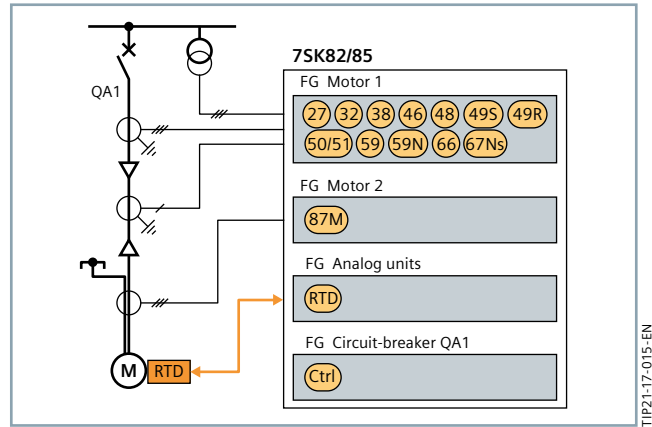 7SK82/85
FG Motor 1
QA1
27 32 38 46 48 49S 49R
50/51 59 59N 66 67Ns
FG Motor 2
87M
FG Analog units
RTD
FG Circuit-breaker QA1
Ctrl
M RTD
TIP21-17-015-EN